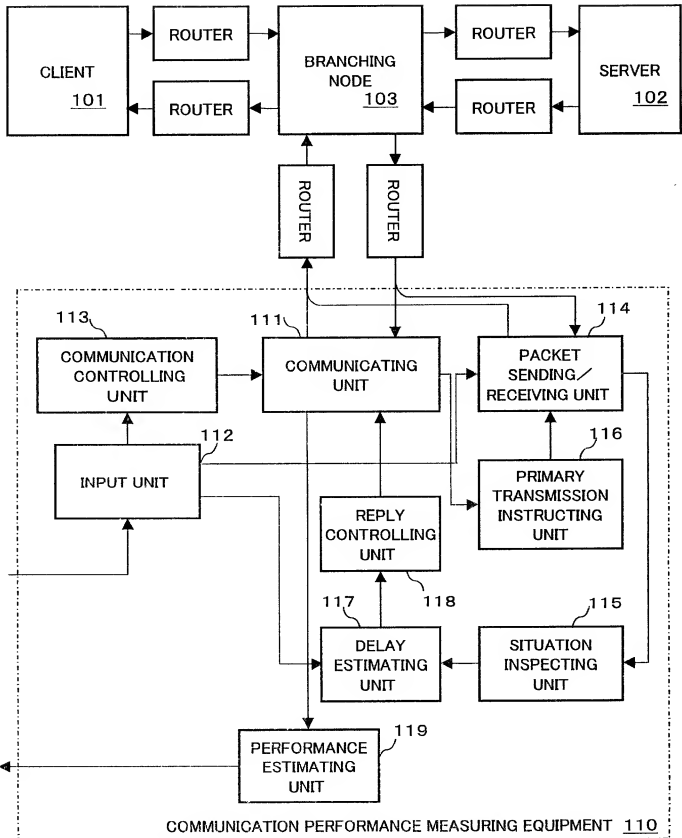 CLIENT
101
ROUTER
ROUTER
BRANCHING
NODE
103
ROUTER
ROUTER
SERVER
102
ROUTER
ROUTER
113
COMMUNICATION
CONTROLLING
UNIT
111
COMMUNICATING
UNIT
114
PACKET
SENDING/
RECEIVING UNIT
112
INPUT UNIT
116
PRIMARY
TRANSMISSION
INSTRUCTING UNIT
REPLY
CONTROLLING
UNIT
118
117
DELAY
ESTIMATING
UNIT
115
SITUATION
INSPECTING
UNIT
119
PERFORMANCE
ESTIMATING
UNIT
COMMUNICATION PERFORMANCE MEASURING EQUIPMENT 110